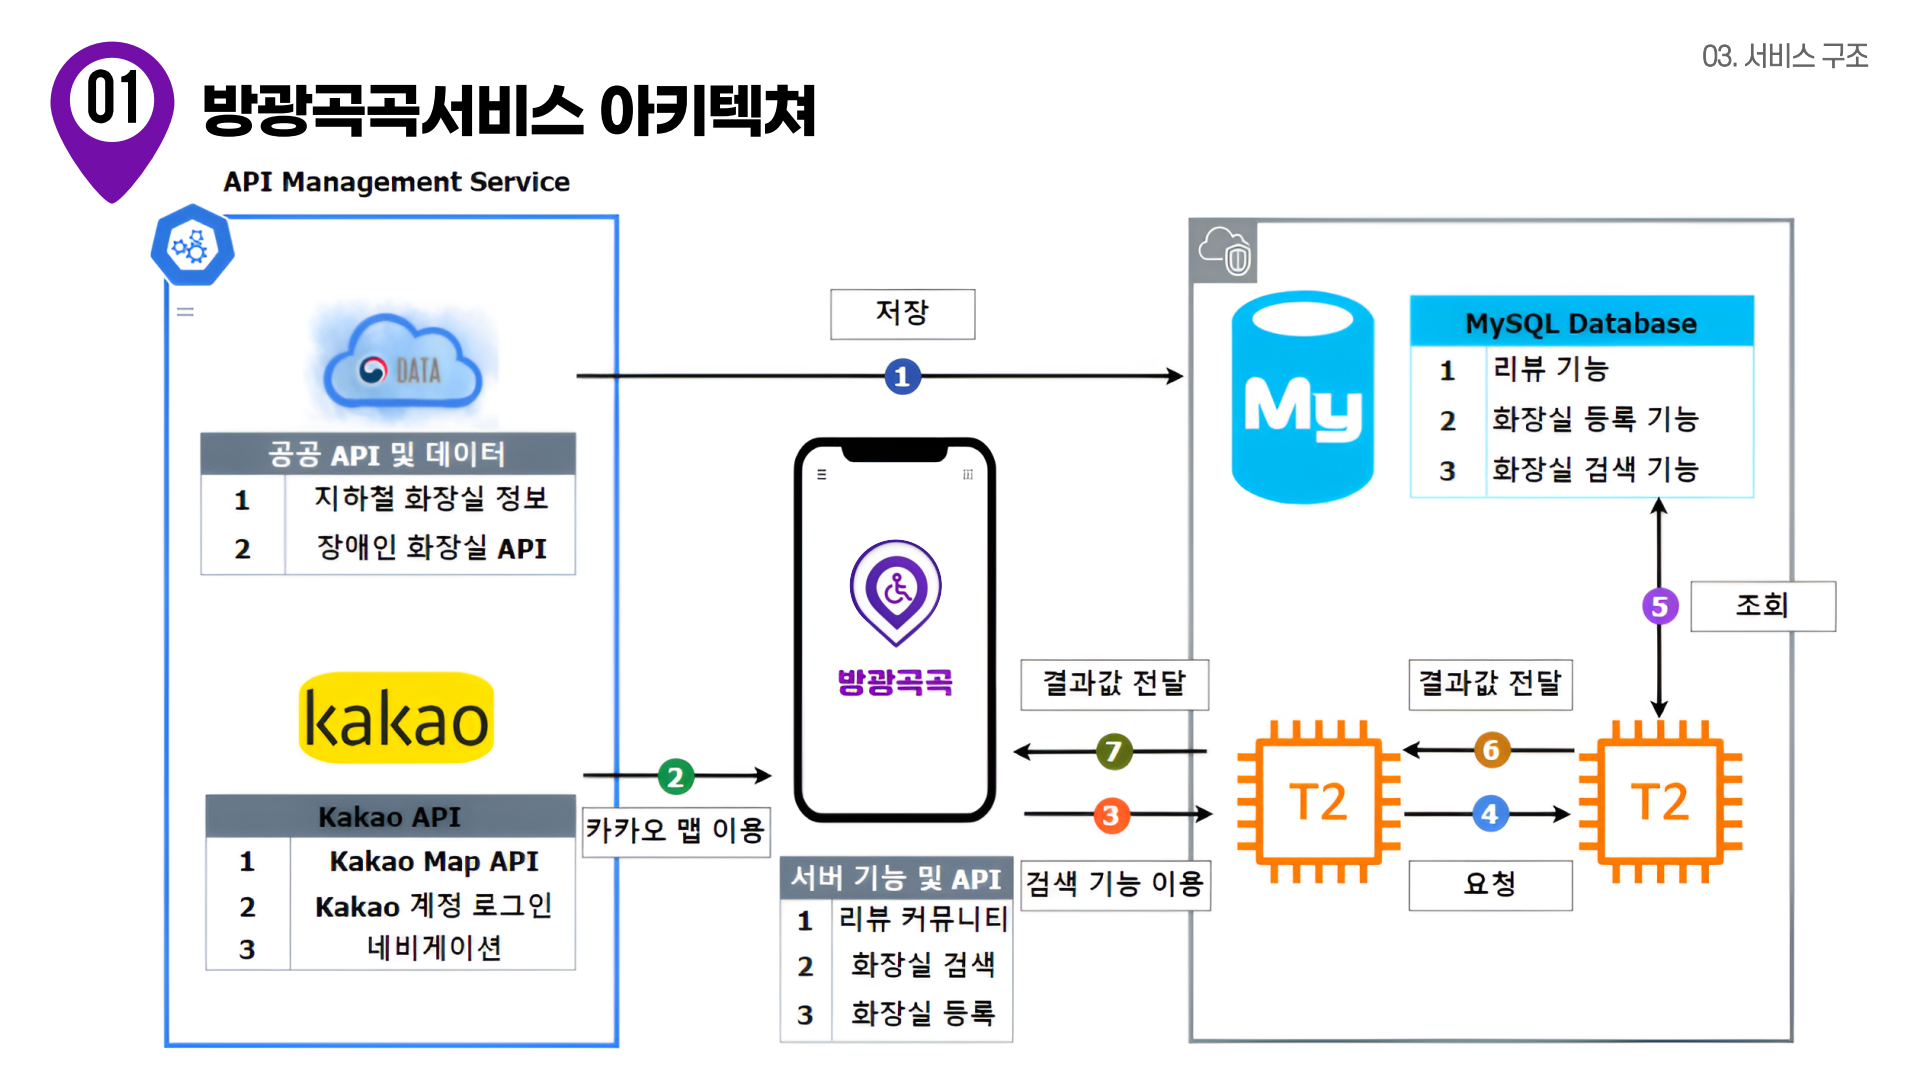 03. 서비스 구조
01
방광곡곡서비스 아키텍쳐
API Management Service
DATA
공공 API 및 데이터
1 지하철 화장실 정보
2 장애인 화장실 API
kakao
Kakao API
1 Kakao Map API
2 Kakao 계정 로그인
3 네비게이션
저장
1
2
카카오 맵 이용
방광곡곡
서버 기능 및 API
1 리뷰 커뮤니티
2 화장실 검색
3 화장실 등록
결과값 전달
7
3
검색 기능 이용
My
MySQL Database
1 리뷰 기능
2 화장실 등록 기능
3 화장실 검색 기능
5
조회
결과값 전달
6
4
요청
T2
T2